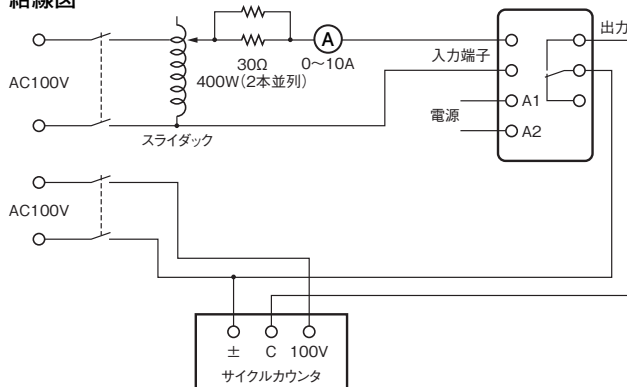 結線図
AC100V
30Ω
400W(2本並列)
A
0〜10A
スライダック
入力端子
電源
A1
A2
出力
AC100V
± C 100V
サイクルカウンタ